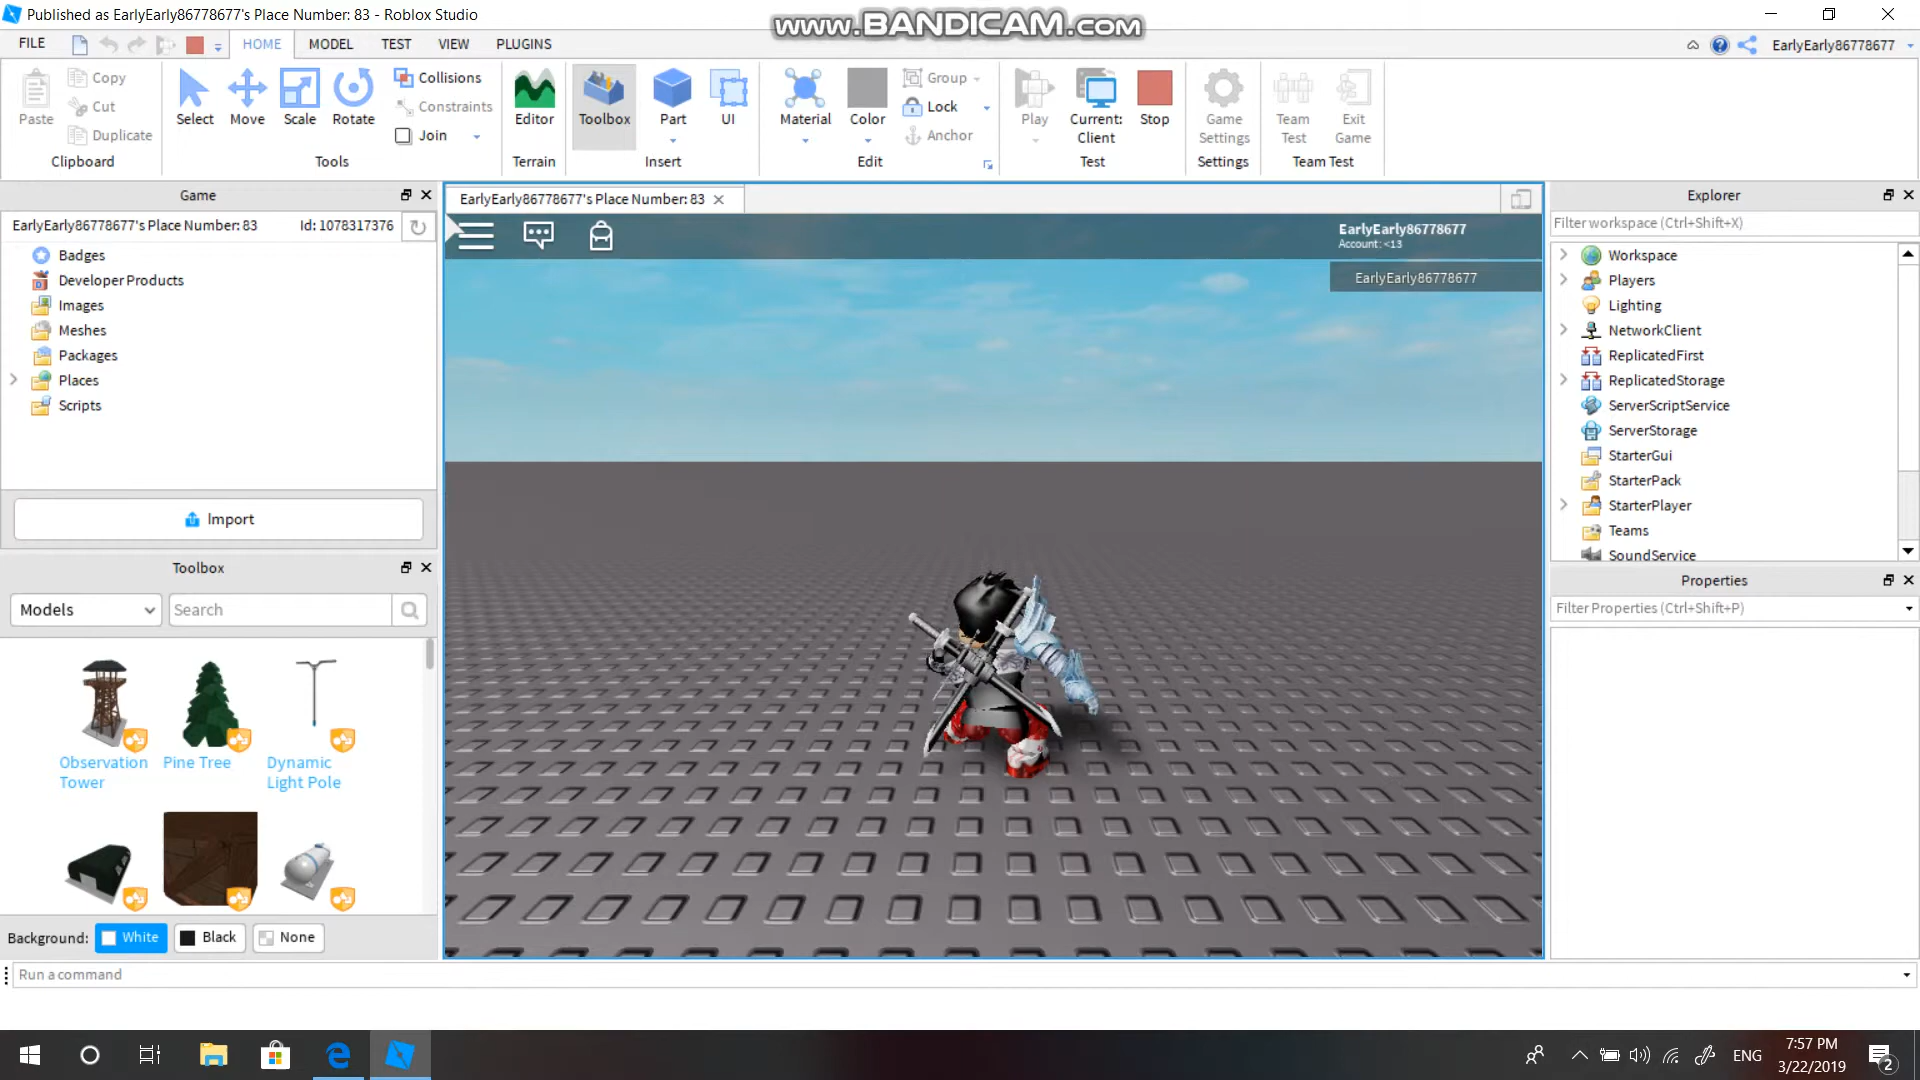 Published as EarlyEarly86778677's Place Number: 83 - Roblox Studio
www.BANDICAM.com
FILE
HOME
MODEL
TEST
VIEW
PLUGINS
EarlyEarly86778677
Paste
Copy
Cut
Duplicate
Clipboard
Select
Move
Scale
Rotate
Collisions
Constraints
Join
Tools
Editor
Terrain
Toolbox
Part
UI
Insert
Material
Color
Group
Lock
Anchor
Edit
Play
Current:
Client
Stop
Test
Game
Settings
Settings
Team
Test
Exit
Game
Team Test
Game
EarlyEarly86778677's Place Number: 83
Id: 1078317376
Badges
Developer Products
Images
Meshes
Packages
Places
Scripts
Import
Toolbox
Models
Search
Observation
Tower
Pine Tree
Dynamic
Light Pole
Background:
White
Black
None
Run a command
EarlyEarly86778677's Place Number: 83
EarlyEarly86778677
Account: <13
EarlyEarly86778677
Explorer
Filter workspace (Ctrl+Shift+X)
Workspace
Players
Lighting
NetworkClient
ReplicatedFirst
ReplicatedStorage
ServerScriptService
ServerStorage
StarterGui
StarterPack
StarterPlayer
Teams
SoundService
Properties
Filter Properties (Ctrl+Shift+P)
ENG
7:57 PM
3/22/2019
2